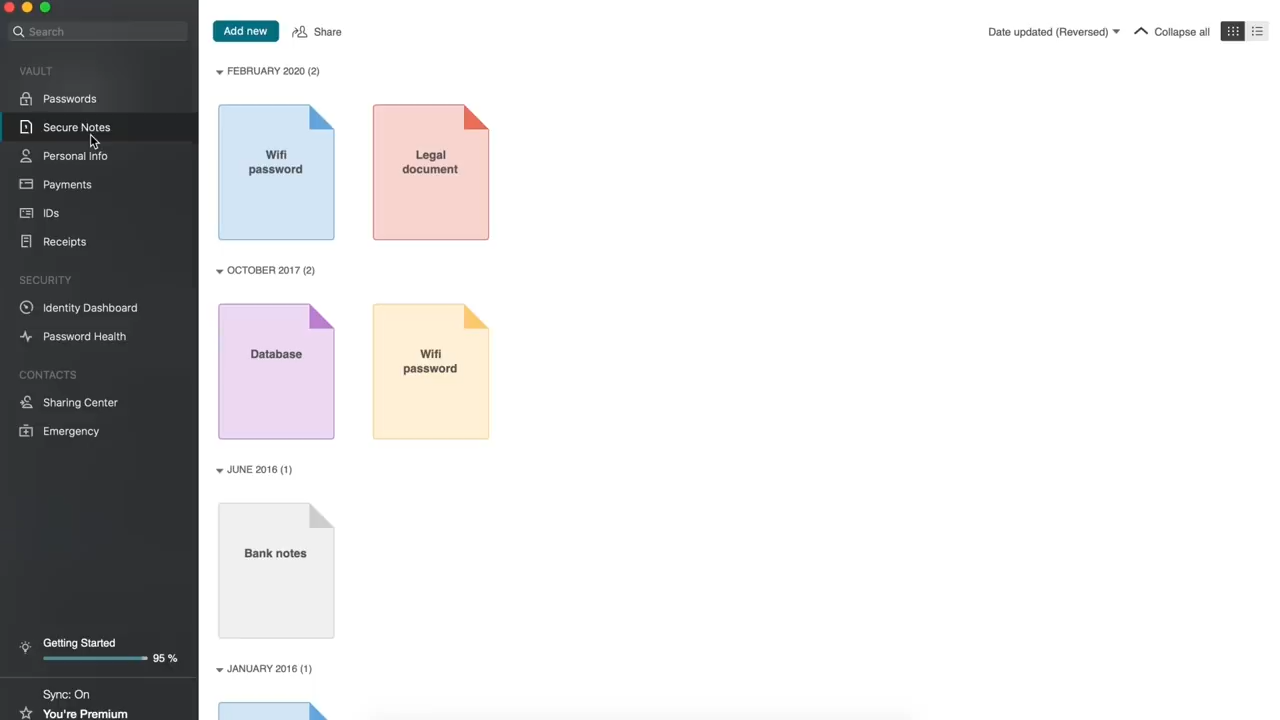 Search
VAULT
Passwords
Secure Notes
Personal Info
Payments
IDs
Receipts
SECURITY
Identity Dashboard
Password Health
CONTACTS
Sharing Center
Emergency
Getting Started
95 %
Sync: On
You're Premium
Add new
Share
Date updated (Reversed)
Collapse all
FEBRUARY 2020 (2)
Wifi
password
Legal
document
OCTOBER 2017 (2)
Database
Wifi
password
JUNE 2016 (1)
Bank notes
JANUARY 2016 (1)